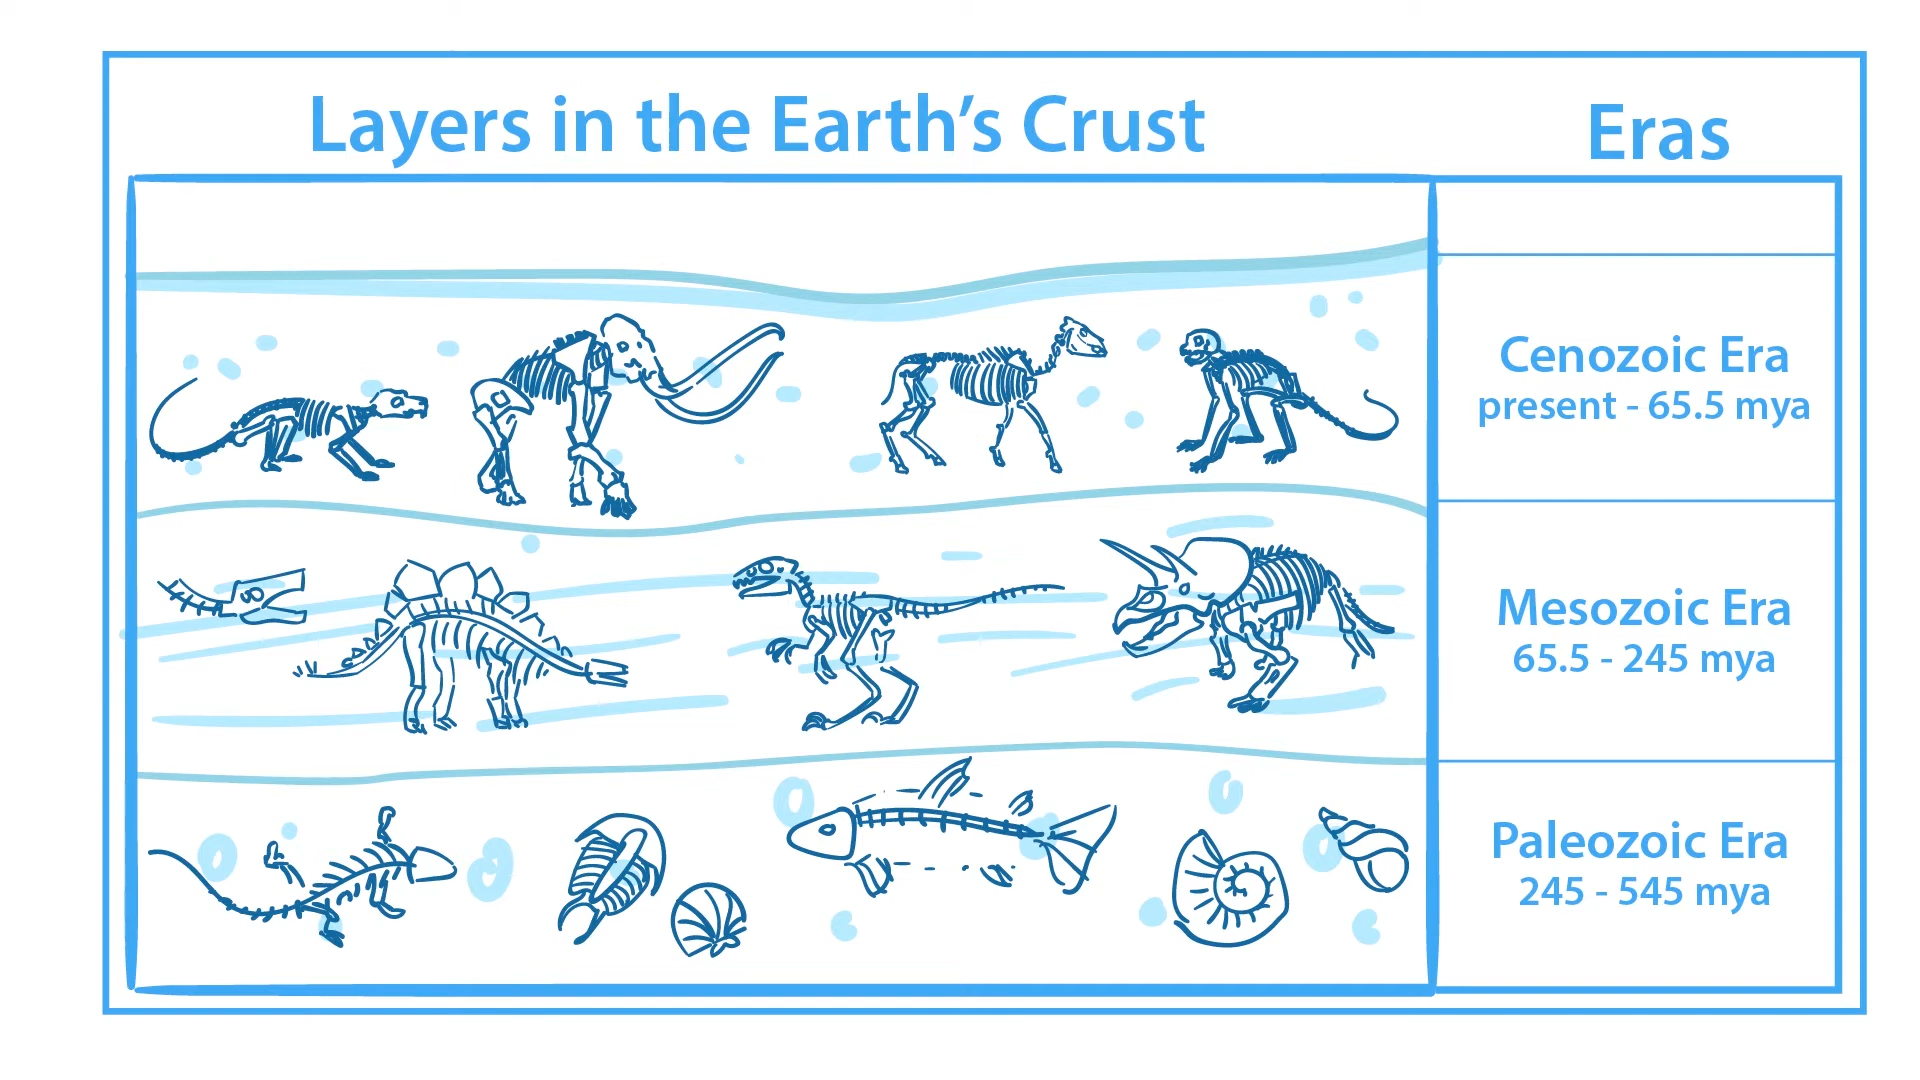 Layers in the Earth’s Crust
Eras
Cenozoic Era
present - 65.5 mya
Mesozoic Era
65.5 - 245 mya
Paleozoic Era
245 - 545 mya